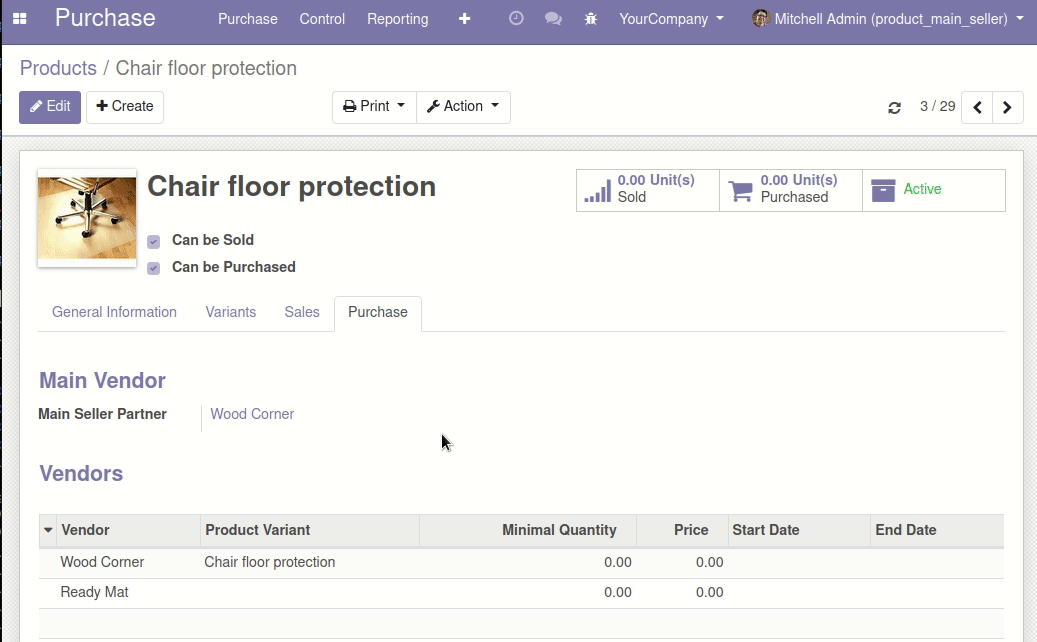 Purchase Purchase Control Reporting YourCompany Mitchell Admin (product_main_seller)
Products / Chair floor protection
Edit Create Print Action 3 / 29
Chair floor protection
0.00 Unit(s)
Sold
0.00 Unit(s)
Purchased
Active
Can be Sold
Can be Purchased
General Information Variants Sales Purchase
Main Vendor
Main Seller Partner Wood Corner
Vendors
Vendor Product Variant Minimal Quantity Price Start Date End Date
Wood Corner Chair floor protection 0.00 0.00
Ready Mat 0.00 0.00